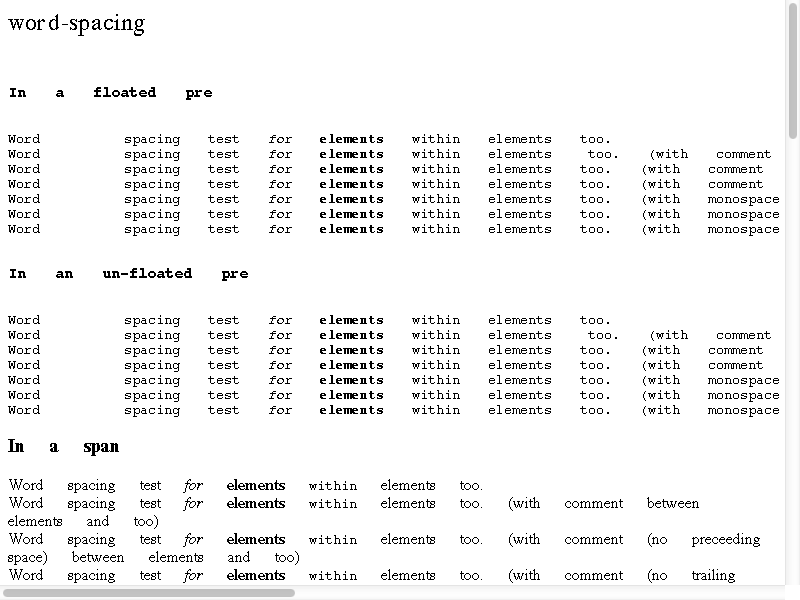 word-spacing
In a floated pre
Word spacing test for elements within elements too.
Word spacing test for elements within elements too. (with comment
Word spacing test for elements within elements too. (with comment
Word spacing test for elements within elements too. (with comment
Word spacing test for elements within elements too. (with monospace
Word spacing test for elements within elements too. (with monospace
Word spacing test for elements within elements too. (with monospace
In an un-floated pre
Word spacing test for elements within elements too.
Word spacing test for elements within elements too. (with comment
Word spacing test for elements within elements too. (with comment
Word spacing test for elements within elements too. (with comment
Word spacing test for elements within elements too. (with monospace
Word spacing test for elements within elements too. (with monospace
Word spacing test for elements within elements too. (with monospace
In a span
Word spacing test for elements within elements too.
Word spacing test for elements within elements too. (with comment between
elements and too)
Word spacing test for elements within elements too. (with comment (no preceeding
space) between elements and too)
Word spacing test for elements within elements too. (with comment (no trailing